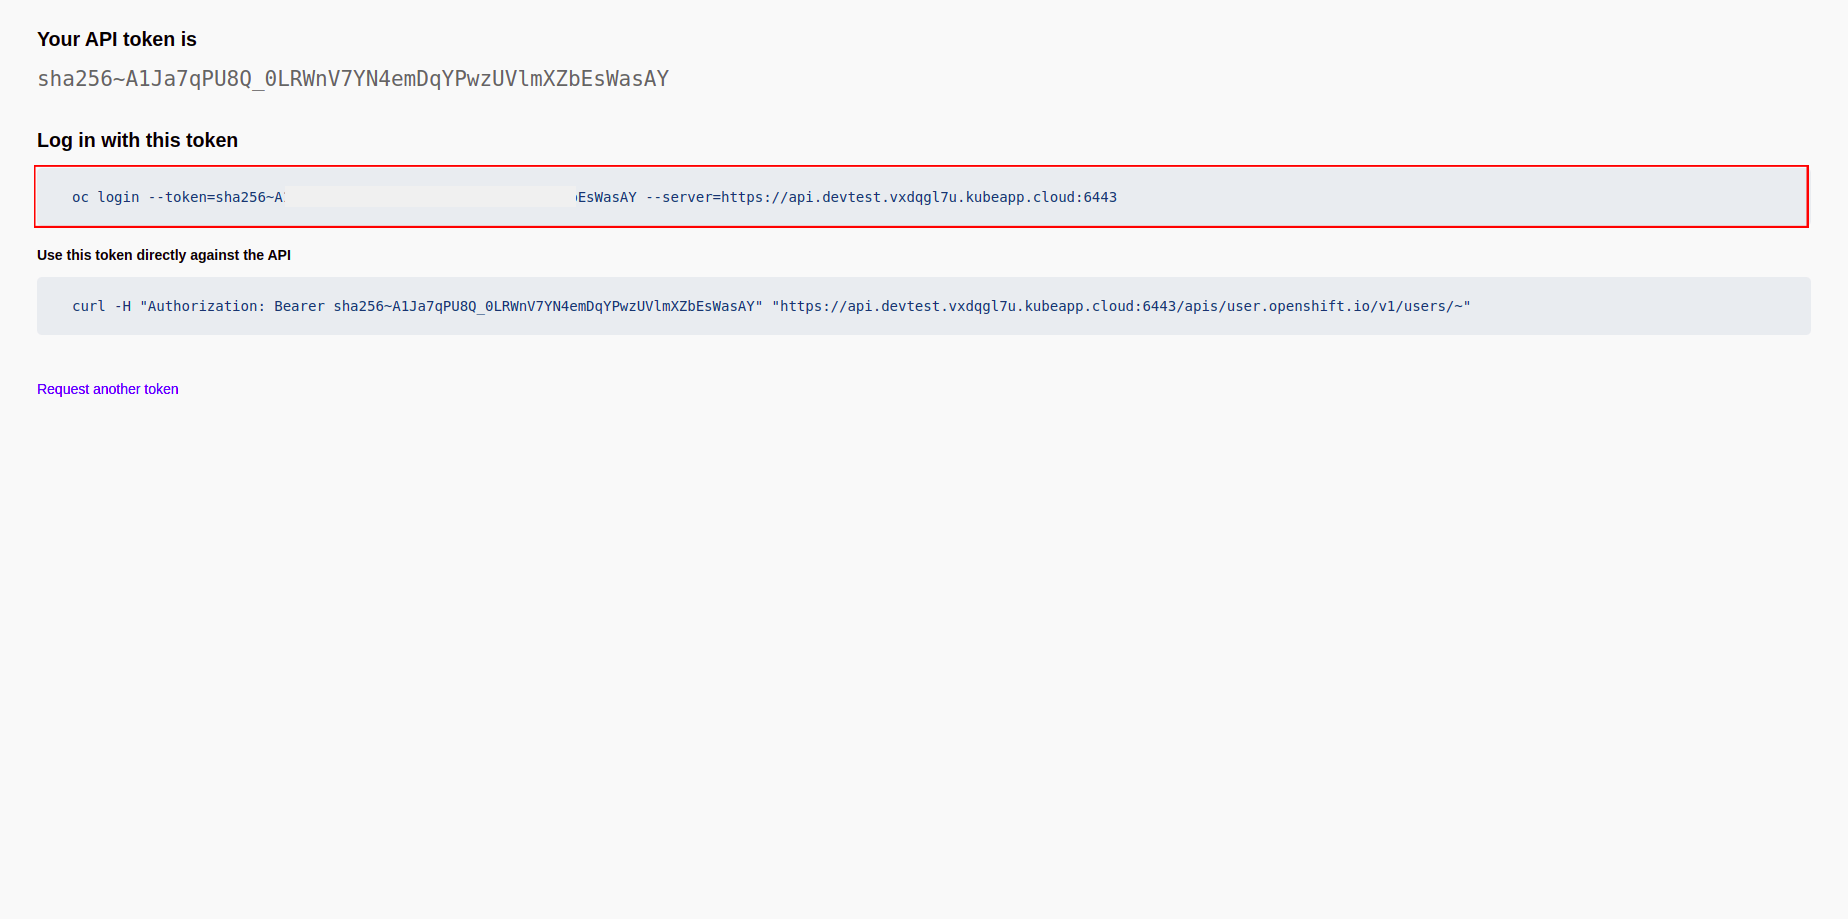 Your API token is
sha256~A1Ja7qPU8Q_0LRWnV7YN4emDqYPwzUVlmXZbEsWasAY
Log in with this token
oc login --token=sha256~A EsWasAY --server=https://api.devtest.vxdqgl7u.kubeapp.cloud:6443
Use this token directly against the API
curl -H "Authorization: Bearer sha256~A1Ja7qPU8Q_0LRWnV7YN4emDqYPwzUVlmXZbEsWasAY" "https://api.devtest.vxdqgl7u.kubeapp.cloud:6443/apis/user.openshift.io/v1/users/~"
Request another token